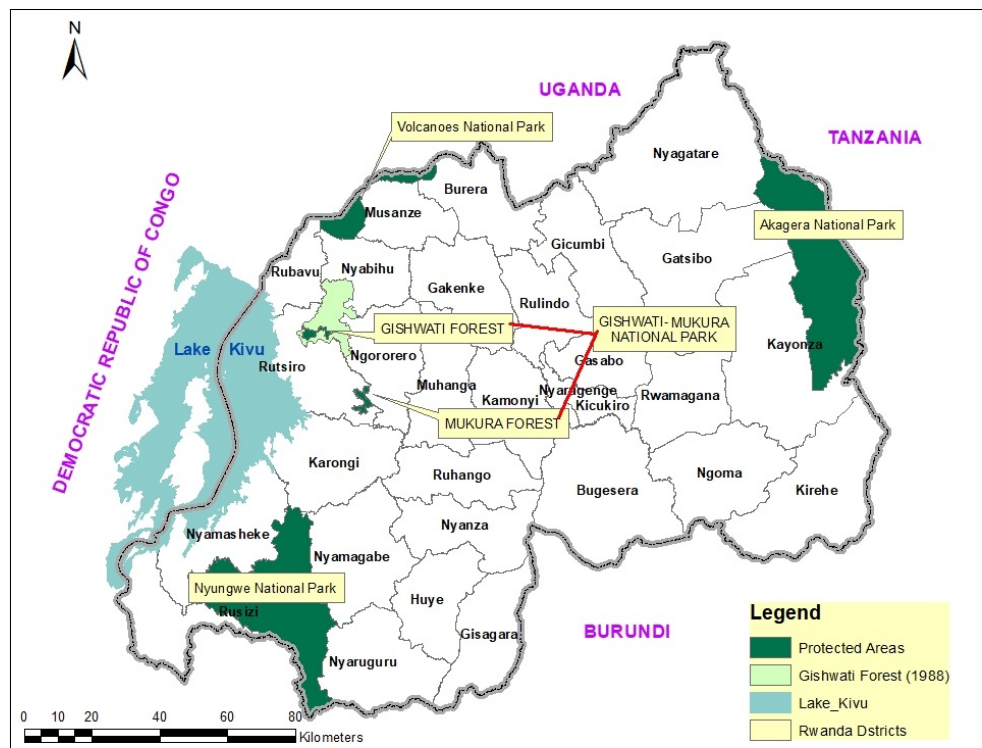 N
UGANDA
Volcanoes National Park
TANZANIA
Nyagatare
Burera
Musanze
DEMOCRATIC REPUBLIC OF CONGO
Akagera National Park
Gicumbi
Gatsibo
Rubavu
Nyabihu
Gakenke
Rulindo
GISHWATI FOREST
GISHWATI- MUKURA
NATIONAL PARK
Kayonza
Lake Kivu
Rutsiro
Ngororero
Gasabo
Muhanga
Kamonyi
Nyarugenge
Kicukiro
Rwamagana
MUKURA FOREST
Karongi
Ruhango
Ngoma
Bugesera
Kirehe
Nyanza
Nyamasheke
Nyamagabe
Nyungwe National Park
Rusizi
Huye
Gisagara
BURUNDI
Nyaruguru
Legend
Protected Areas
Gishwati Forest (1988)
Lake_Kivu
Rwanda Dstricts
0 10 20 40 60 80
Kilometers